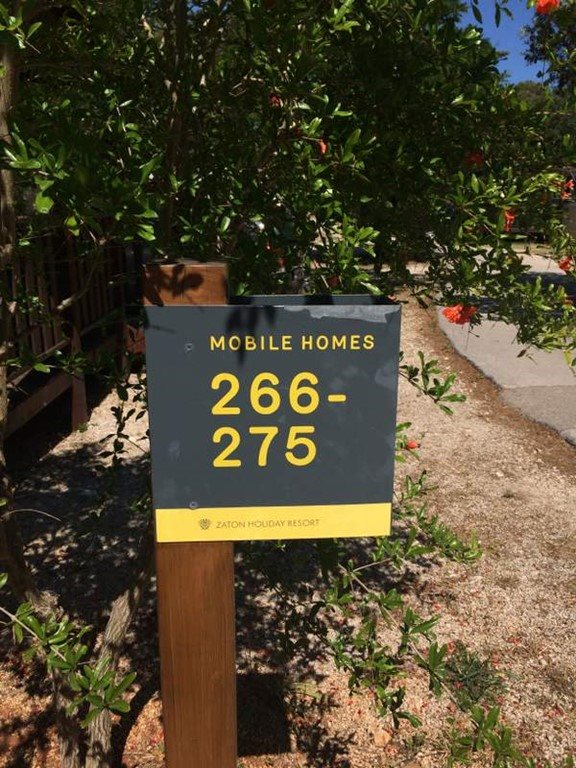 MOBILE HOMES
266-
275
ZATON HOLIDAY RESORT